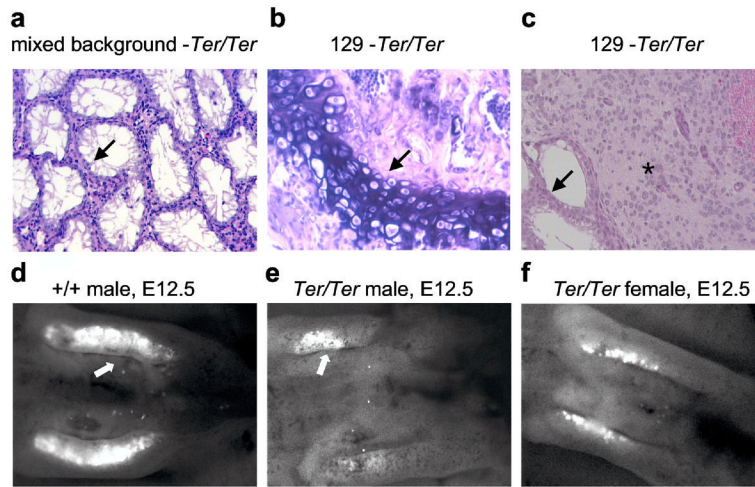 a
mixed background -Ter/Ter
b
129 -Ter/Ter
c
129 -Ter/Ter
*
d
+/+ male, E12.5
e
Ter/Ter male, E12.5
f
Ter/Ter female, E12.5